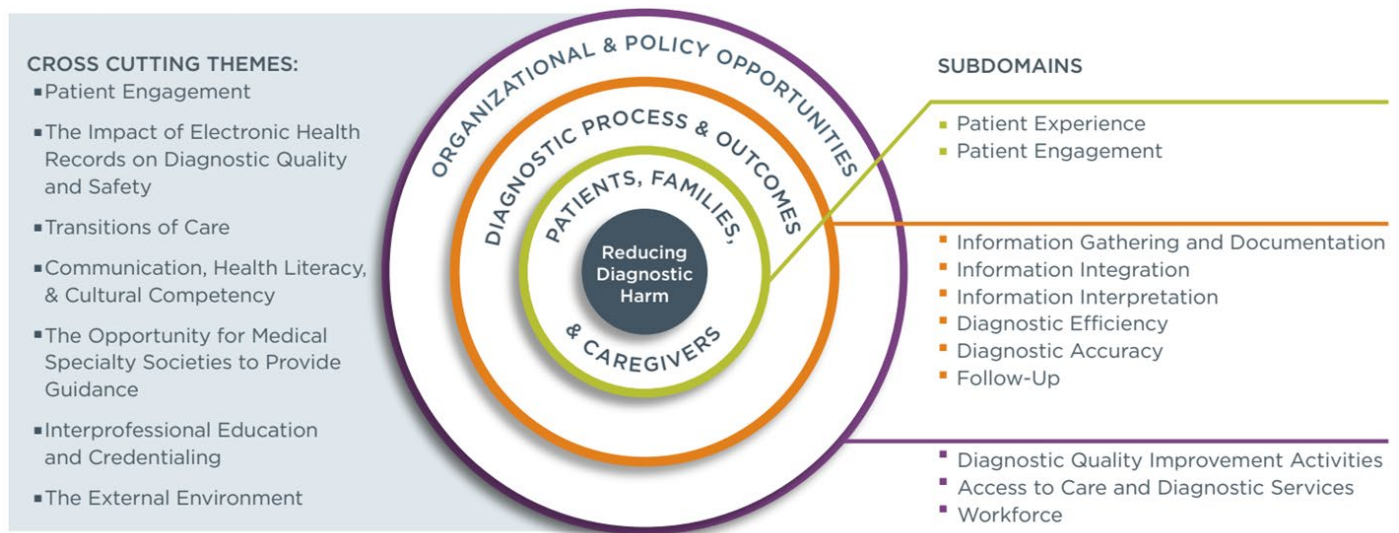 CROSS CUTTING THEMES:
▪Patient Engagement
▪The Impact of Electronic Health
Records on Diagnostic Quality
and Safety
▪Transitions of Care
▪Communication, Health Literacy,
& Cultural Competency
▪The Opportunity for Medical
Specialty Societies to Provide
Guidance
▪Interprofessional Education
and Credentialing
▪The External Environment
ORGANIZATIONAL & POLICY OPPORTUNITIES
DIAGNOSTIC PROCESS & OUTCOMES
PATIENTS, FAMILIES,
& CAREGIVERS
Reducing
Diagnostic
Harm
SUBDOMAINS
▪ Patient Experience
▪ Patient Engagement
▪ Information Gathering and Documentation
▪ Information Integration
▪ Information Interpretation
▪ Diagnostic Efficiency
▪ Diagnostic Accuracy
▪ Follow-Up
▪ Diagnostic Quality Improvement Activities
▪ Access to Care and Diagnostic Services
▪ Workforce